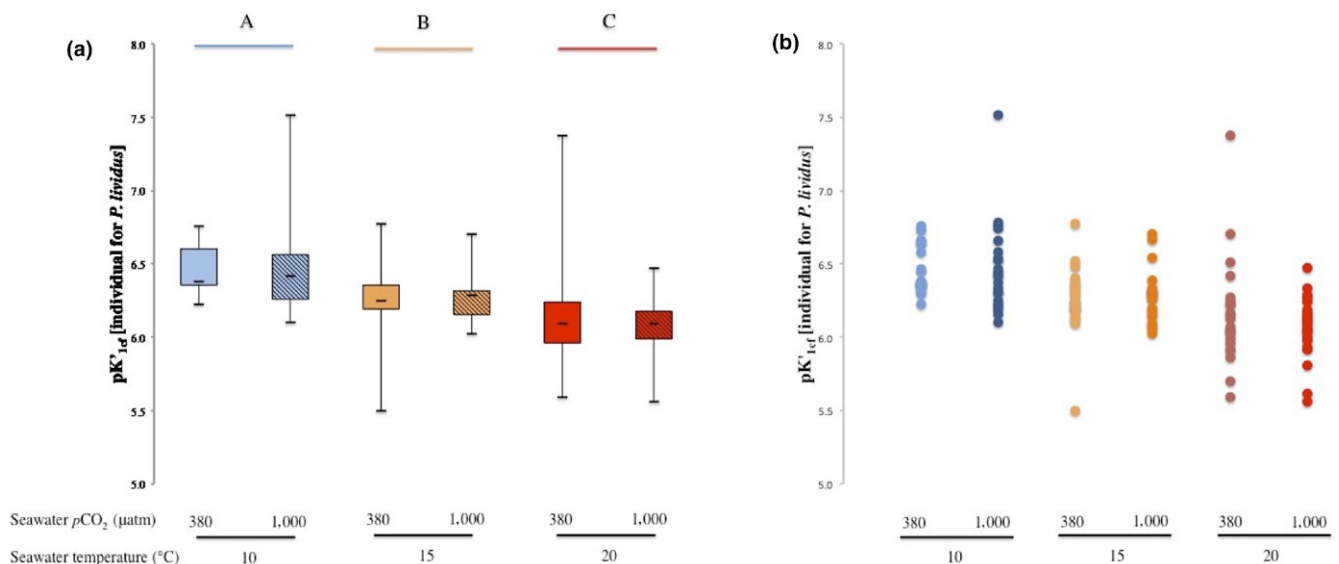 (a)
A B C
8.0
7.5
7.0
6.5
6.0
5.5
5.0
pK'1cf [individual for P. lividus]
Seawater pCO2 (µatm) 380 1.000 380 1.000 380 1.000
Seawater temperature (°C) 10 15 20
(b)
8.0
7.5
7.0
6.5
6.0
5.5
5.0
pK'1cf [individual for P. lividus]
380 1.000 380 1.000 380 1.000
10 15 20